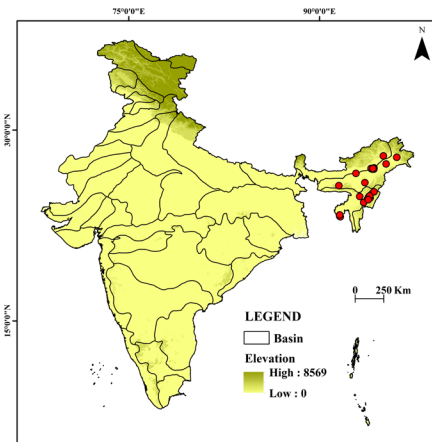 75°0'0"E
90°0'0"E
N
30°0'0"N
15°0'0"N
0 250 Km
LEGEND
Basin
Elevation
High : 8569
Low : 0